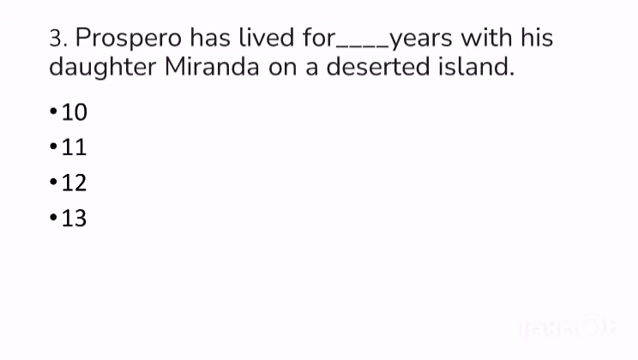 3. Prospero has lived for____years with his
daughter Miranda on a deserted island.
•10
•11
•12
•13